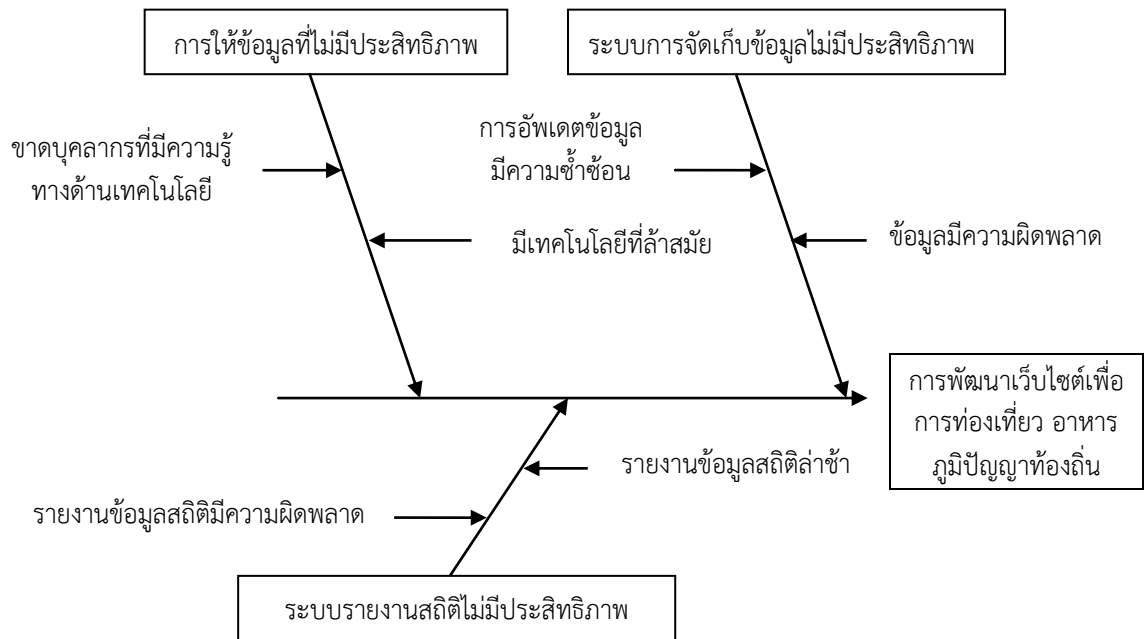 การให้ข้อมูลที่ไม่มีประสิทธิภาพ
ระบบการจัดเก็บข้อมูลไม่มีประสิทธิภาพ
ขาดบุคลากรที่มีความรู้
ทางด้านเทคโนโลยี
การอัพเดตข้อมูล
มีความซ้ำซ้อน
มีเทคโนโลยีที่ล้าสมัย
ข้อมูลมีความผิดพลาด
การพัฒนาเว็บไซต์เพื่อ
การท่องเที่ยว อาหาร
ภูมิปัญญาท้องถิ่น
รายงานข้อมูลสถิติล่าช้า
รายงานข้อมูลสถิติมีความผิดพลาด
ระบบรายงานสถิติไม่มีประสิทธิภาพ